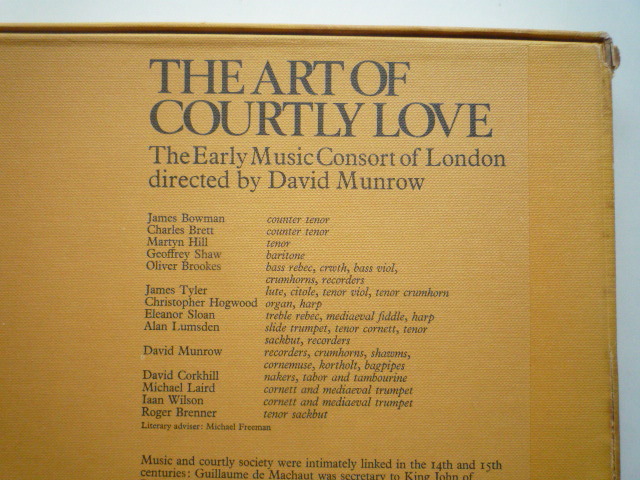 THE ART OF
COURTLY LOVE
The Early Music Consort of London
directed by David Munrow
James Bowman counter tenor
Charles Brett counter tenor
Martyn Hill tenor
Geoffrey Shaw baritone
Oliver Brookes bass rebec, crwth, bass viol,
crumhorns, recorders
James Tyler lute, citole, tenor viol, tenor crumhorn
Christopher Hogwood organ, harp
Eleanor Sloan treble rebec, mediaeval fiddle, harp
Alan Lumsden slide trumpet, tenor cornett, tenor
sackbut, recorders
David Munrow recorders, crumhorns, shawms,
cornemuse, kortholt, bagpipes
David Corkhill nakers, tabor and tambourine
Michael Laird cornett and mediaeval trumpet
Iaan Wilson cornett and mediaeval trumpet
Roger Brenner tenor sackbut
Literary adviser: Michael Freeman
Music and courtly society were intimately linked in the 14th and 15th
centuries: Guillaume de Machaut was secretary to King John of